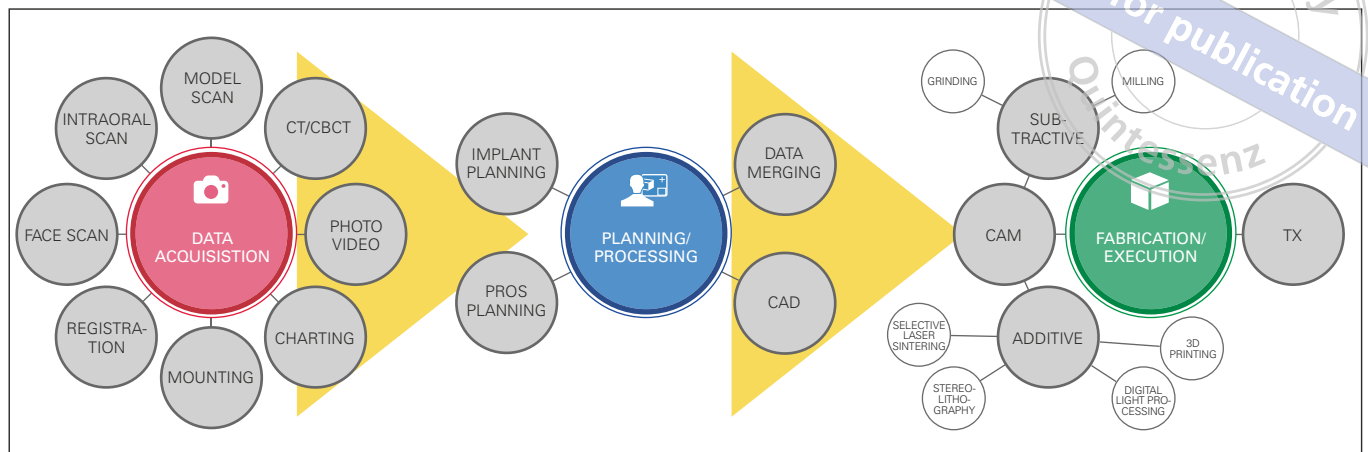 MODEL
SCAN
INTRAORAL
SCAN
CT/CBCT
FACE SCAN
DATA
ACQUISISTION
PHOTO
VIDEO
REGISTRA-
TION
CHARTING
MOUNTING
IMPLANT
PLANNING
PROS
PLANNING
PLANNING/
PROCESSING
DATA
MERGING
CAD
GRINDING
MILLING
SUB-
TRACTIVE
CAM
FABRICATION/
EXECUTION
TX
ADDITIVE
SELECTIVE
LASER
SINTERING
STEREO-
LITHO-
GRAPHY
DIGITAL
LIGHT PRO-
CESSING
3D
PRINTING
for publication
Quintessenz